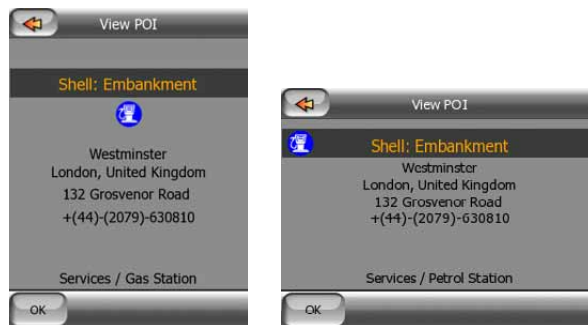 View POI
Shell: Embankment
Westminster
London, United Kingdom
132 Grosvenor Road
+(44)-(2079)-630810
Services / Gas Station
OK
View POI
Shell: Embankment
Westminster
London, United Kingdom
132 Grosvenor Road
+(44)-(2079)-630810
Services / Petrol Station
OK